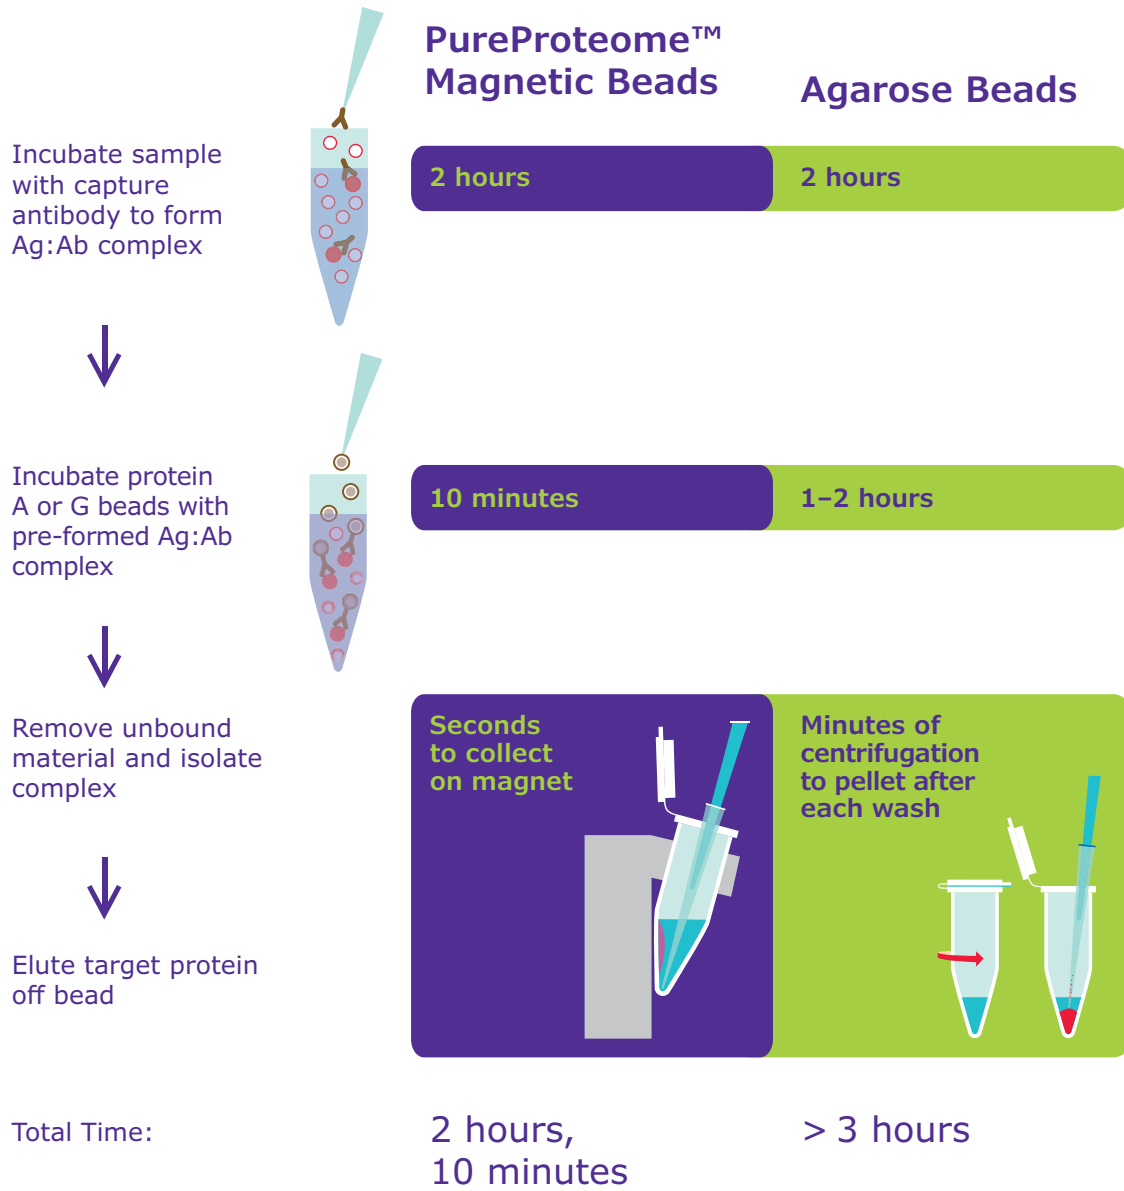 PureProteome™
Magnetic Beads
Agarose Beads
Incubate sample
with capture
antibody to form
Ag:Ab complex
2 hours
2 hours
Incubate protein
A or G beads with
pre-formed Ag:Ab
complex
10 minutes
1–2 hours
Remove unbound
material and isolate
complex
Seconds
to collect
on magnet
Minutes of
centrifugation
to pellet after
each wash
Elute target protein
off bead
Total Time:
2 hours,
10 minutes
> 3 hours